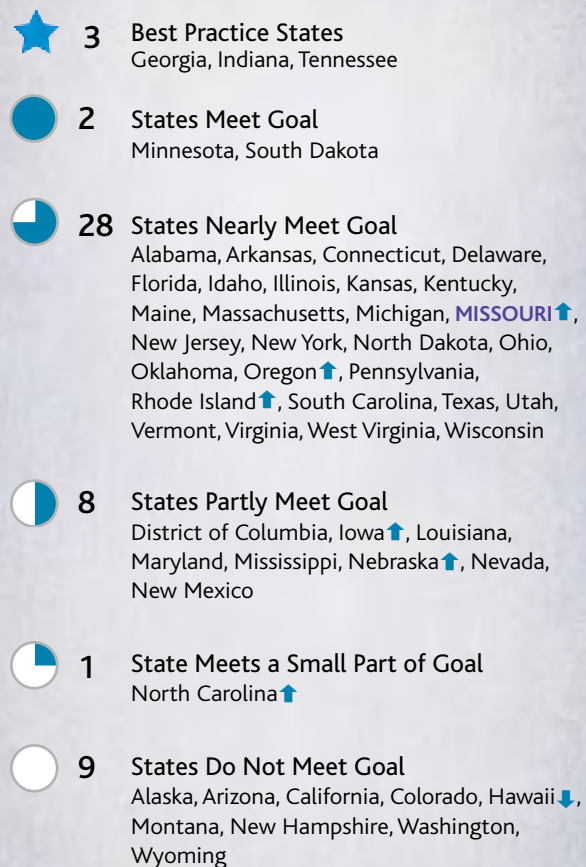 3 Best Practice States
Georgia, Indiana, Tennessee
2 States Meet Goal
Minnesota, South Dakota
28 States Nearly Meet Goal
Alabama, Arkansas, Connecticut, Delaware,
Florida, Idaho, Illinois, Kansas, Kentucky,
Maine, Massachusetts, Michigan, MISSOURI⬆,
New Jersey, New York, North Dakota, Ohio,
Oklahoma, Oregon⬆, Pennsylvania,
Rhode Island⬆, South Carolina, Texas, Utah,
Vermont, Virginia, West Virginia, Wisconsin
8 States Partly Meet Goal
District of Columbia, Iowa⬆, Louisiana,
Maryland, Mississippi, Nebraska⬆, Nevada,
New Mexico
1 State Meets a Small Part of Goal
North Carolina⬆
9 States Do Not Meet Goal
Alaska, Arizona, California, Colorado, Hawaii⬇,
Montana, New Hampshire, Washington,
Wyoming